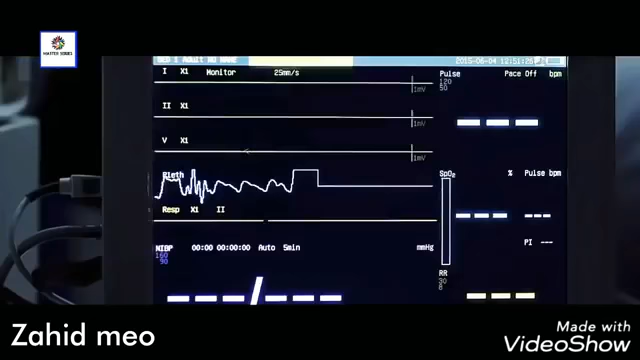 MASTER SERIES
BED 1 ADULT NO NAME 2015-06-04 12:51:26
I X1 Monitor 25mm/s Pulse Pace Off bpm
120
50
1mV
II X1
1mV
V X1
1mV
Pleth SpO2 % Pulse bpm
Resp X1 II
PI ---
NIBP 00:00 00:00:00 Auto 5min mmHg
160
90
RR
30
8
Zahid meo
Made with
VideoShow